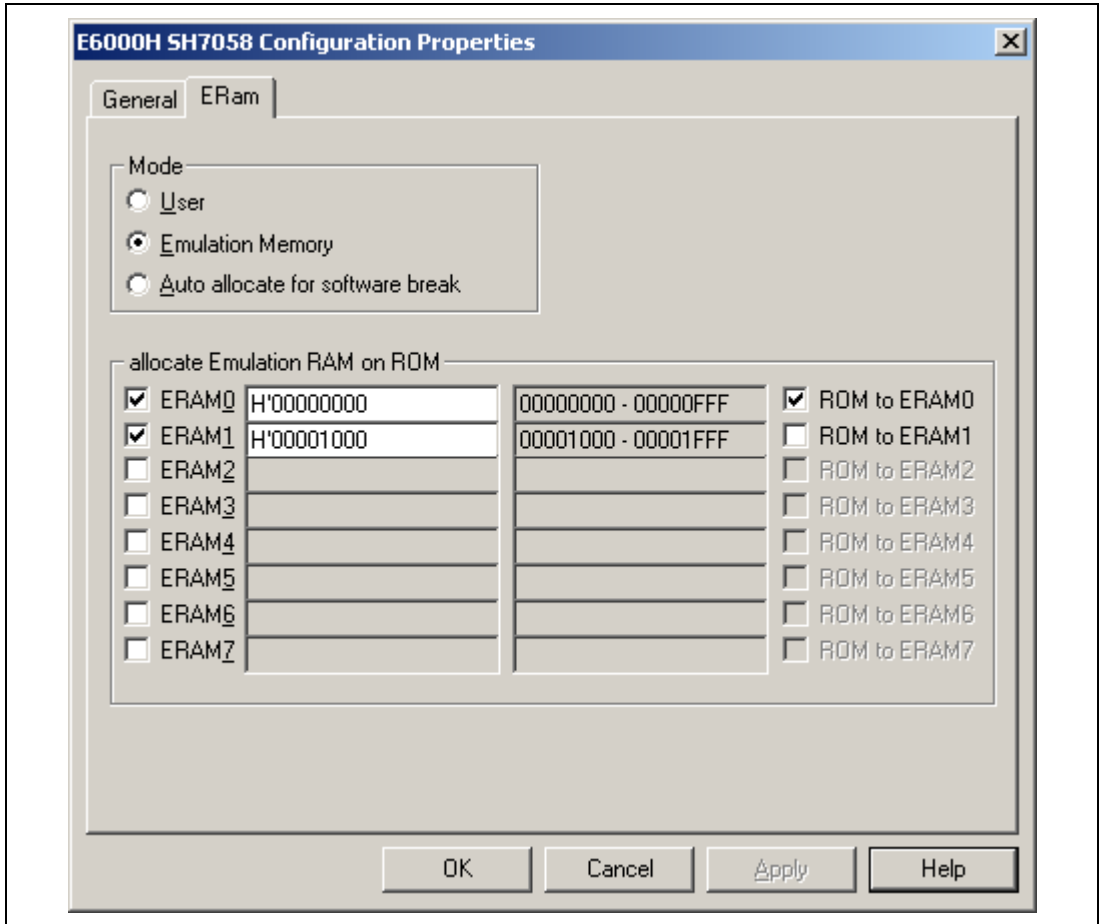 E6000H SH7058 Configuration Properties
General ERam
Mode
User
Emulation Memory
Auto allocate for software break
allocate Emulation RAM on ROM
ERAM0 H'00000000 00000000 - 00000FFF ROM to ERAM0
ERAM1 H'00001000 00001000 - 00001FFF ROM to ERAM1
ERAM2 ROM to ERAM2
ERAM3 ROM to ERAM3
ERAM4 ROM to ERAM4
ERAM5 ROM to ERAM5
ERAM6 ROM to ERAM6
ERAM7 ROM to ERAM7
OK Cancel Apply Help